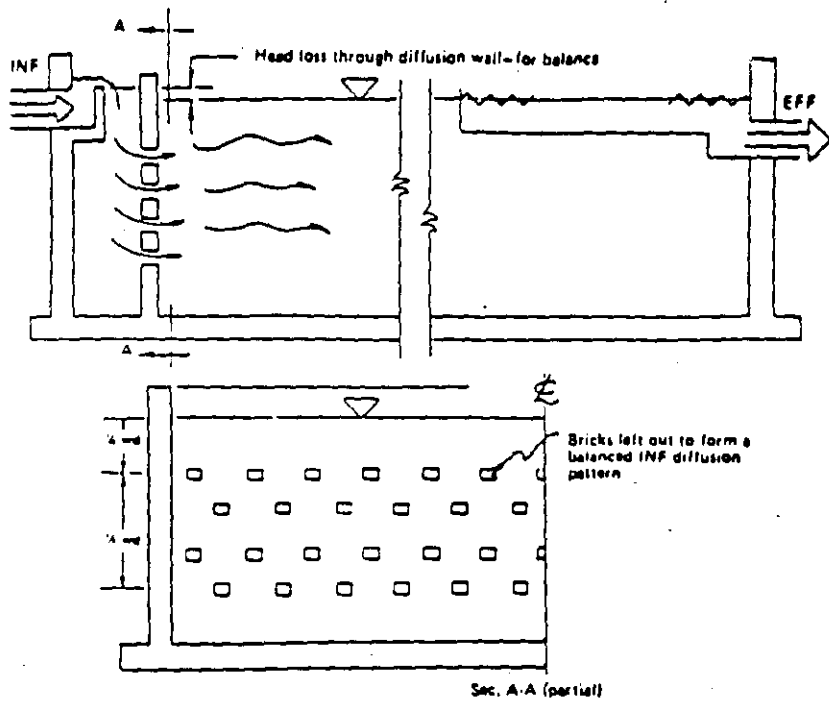 A
INF
Head loss through diffusion wall—for balance
EFF
A
℄
Bricks left out to form a
balanced INF diffusion
pattern
Sec. A-A (partial)